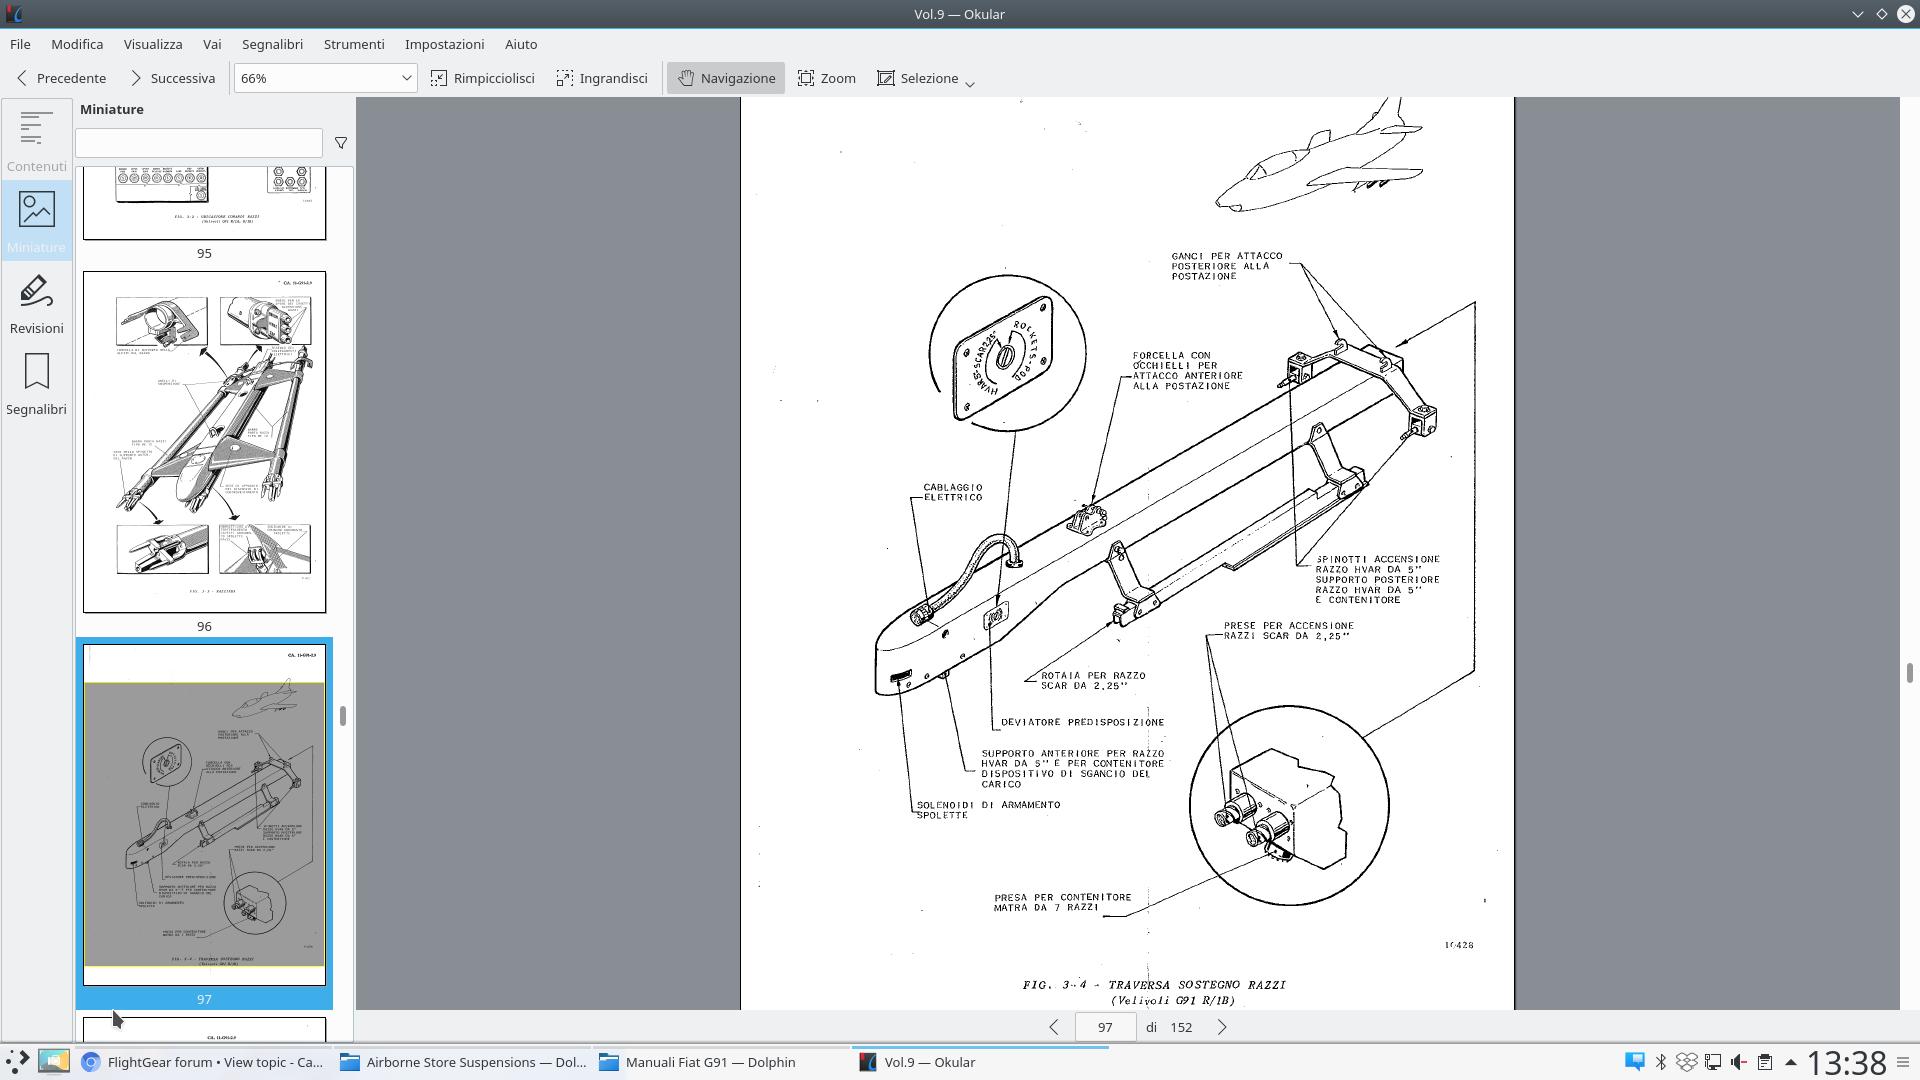 Vol.9 — Okular
File Modifica Visualizza Vai Segnalibri Strumenti Impostazioni Aiuto
Precedente Successiva 66% Rimpicciolisci Ingrandisci Navigazione Zoom Selezione
Miniature
Contenuti
Miniature
Revisioni
Segnalibri
95
96
97
GANCI PER ATTACCO
POSTERIORE ALLA
POSTAZIONE
ROCKETS-POD
HVAR5"-SCAR2,25"
FORCELLA CON
OCCHIELLI PER
ATTACCO ANTERIORE
ALLA POSTAZIONE
CABLAGGIO
ELETTRICO
SPINOTTI ACCENSIONE
RAZZO HVAR DA 5"
SUPPORTO POSTERIORE
RAZZO HVAR DA 5"
E CONTENITORE
PRESE PER ACCENSIONE
RAZZI SCAR DA 2,25"
ROTAIA PER RAZZO
SCAR DA 2,25"
DEVIATORE PREDISPOSIZIONE
SUPPORTO ANTERIORE PER RAZZO
HVAR DA 5" E PER CONTENITORE
DISPOSITIVO DI SGANCIO DEL
CARICO
SOLENOIDI DI ARMAMENTO
SPOLETTE
PRESA PER CONTENITORE
MATRA DA 7 RAZZI
10428
FIG. 3-4 - TRAVERSA SOSTEGNO RAZZI
(Velivoli G91 R/1B)
97 di 152
FlightGear forum • View topic - Ca...
Airborne Store Suspensions — Dol...
Manuali Fiat G91 — Dolphin
Vol.9 — Okular
13:38